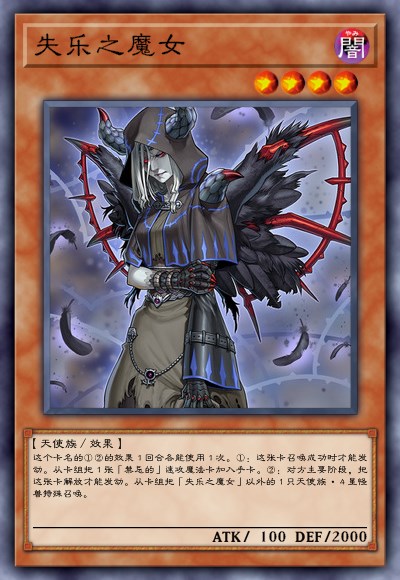 失乐之魔女
やみ
闇
【天使族／效果】
这个卡名的①②的效果1回合各能使用1次。①：这张卡召唤成功时才能发
动。从卡组把1张「禁忌的」速攻魔法卡加入手卡。②：对方主要阶段，把
这张卡解放才能发动。从卡组把「失乐之魔女」以外的1只天使族·4星怪
兽特殊召唤。
ATK/ 100 DEF/2000